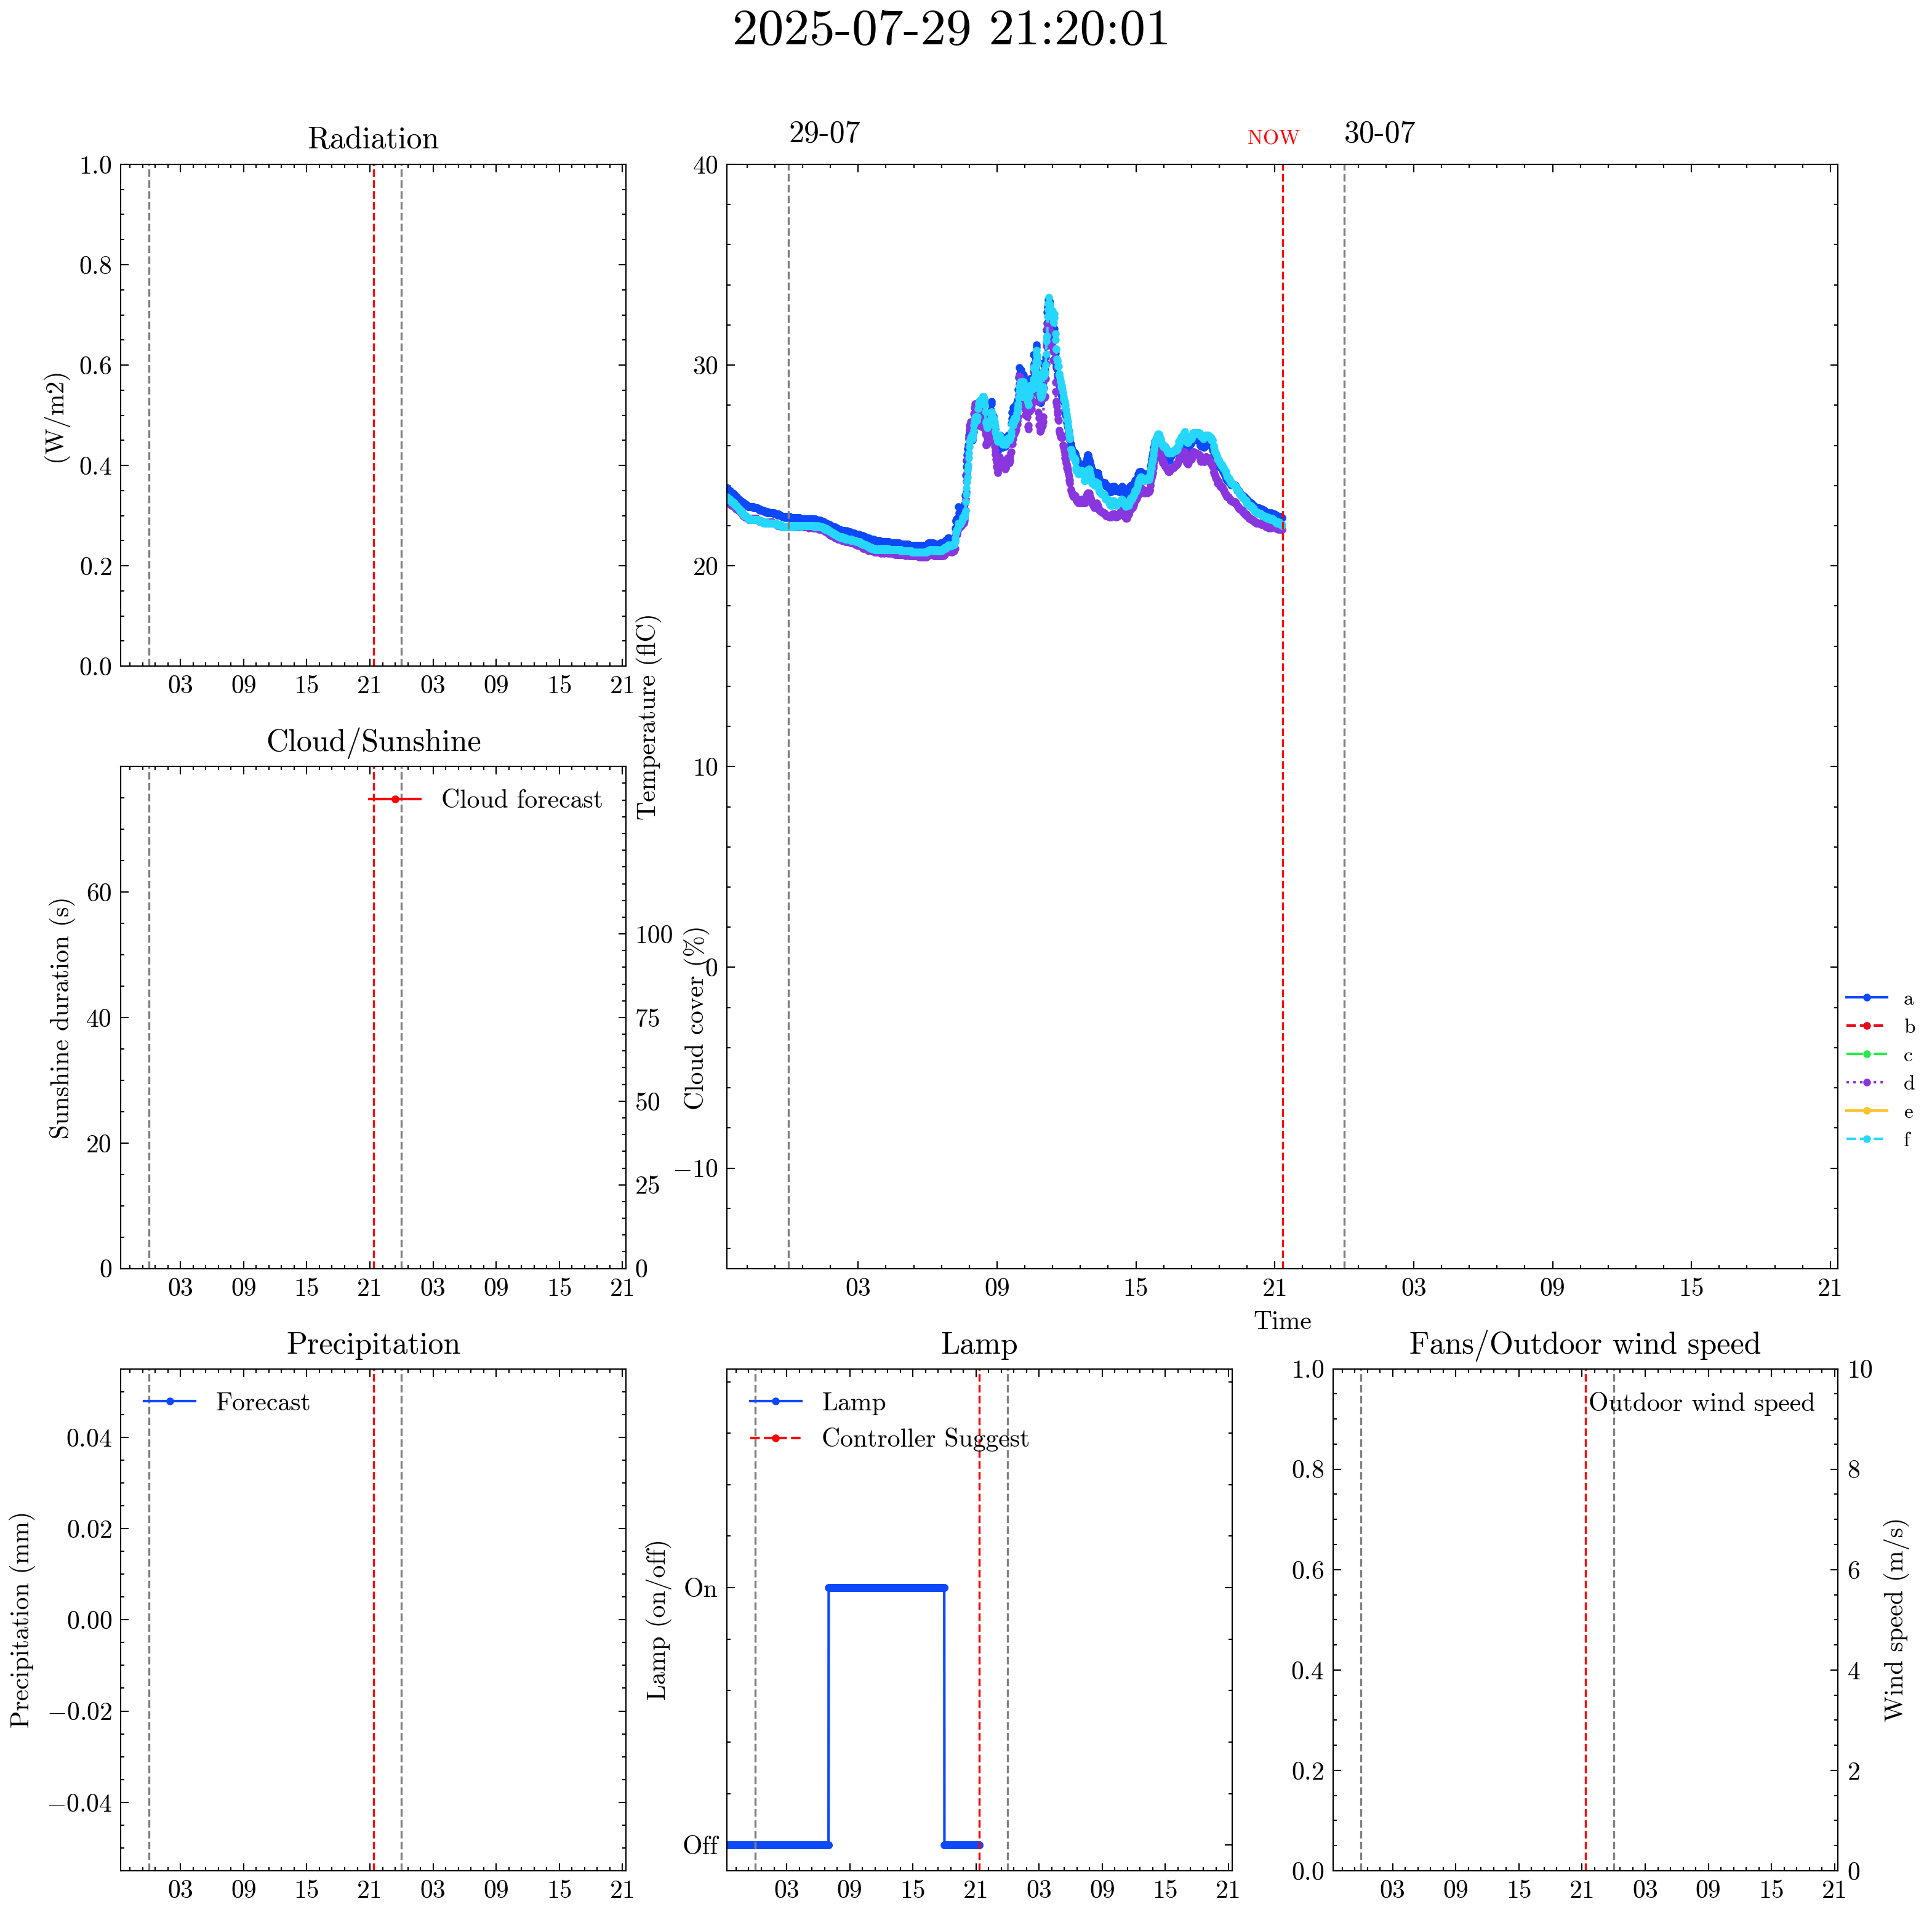 2025-07-29 21:20:01
Radiation
(W/m2)
1.0
0.8
0.6
0.4
0.2
0.0
03 09 15 21 03 09 15 21
29-07
NOW
30-07
Temperature (flC)
40
30
20
10
0
−10
03 09 15 21 03 09 15 21
Time
a
b
c
d
e
f
Cloud/Sunshine
Cloud forecast
Sunshine duration (s)
60
40
20
0
Cloud cover (%)
100
75
50
25
0
03 09 15 21 03 09 15 21
Precipitation
Forecast
Precipitation (mm)
0.04
0.02
0.00
−0.02
−0.04
03 09 15 21 03 09 15 21
Lamp
Lamp
Controller Suggest
Lamp (on/off)
On
Off
03 09 15 21 03 09 15 21
Fans/Outdoor wind speed
Outdoor wind speed
1.0
0.8
0.6
0.4
0.2
0.0
10
8
6
4
2
0
Wind speed (m/s)
03 09 15 21 03 09 15 21